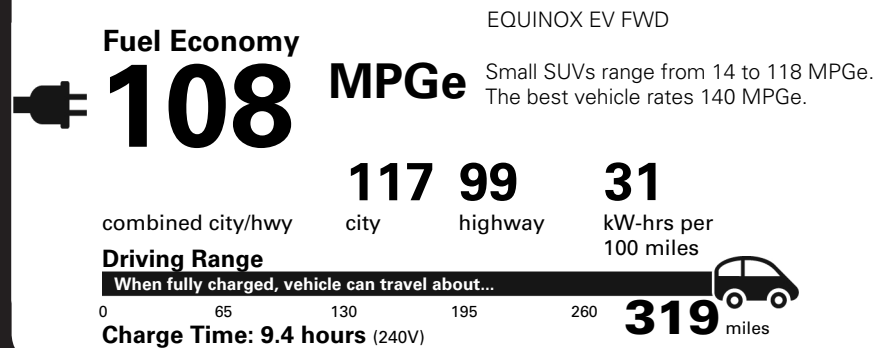 EQUINOX EV FWD
Fuel Economy
108 MPGe
Small SUVs range from 14 to 118 MPGe.
The best vehicle rates 140 MPGe.
117 99 31
combined city/hwy city highway kW-hrs per
100 miles
Driving Range
When fully charged, vehicle can travel about...
0 65 130 195 260 319 miles
Charge Time: 9.4 hours (240V)